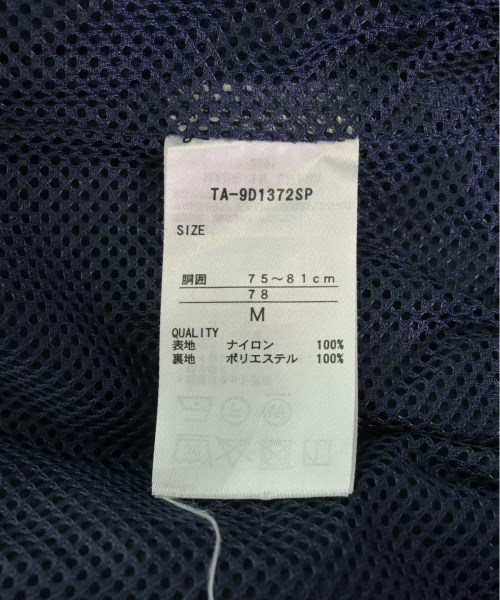 TA-9D1372SP
SIZE
胴囲 75～81cm
78
M
QUALITY
表地 ナイロン 100%
裏地 ポリエステル 100%